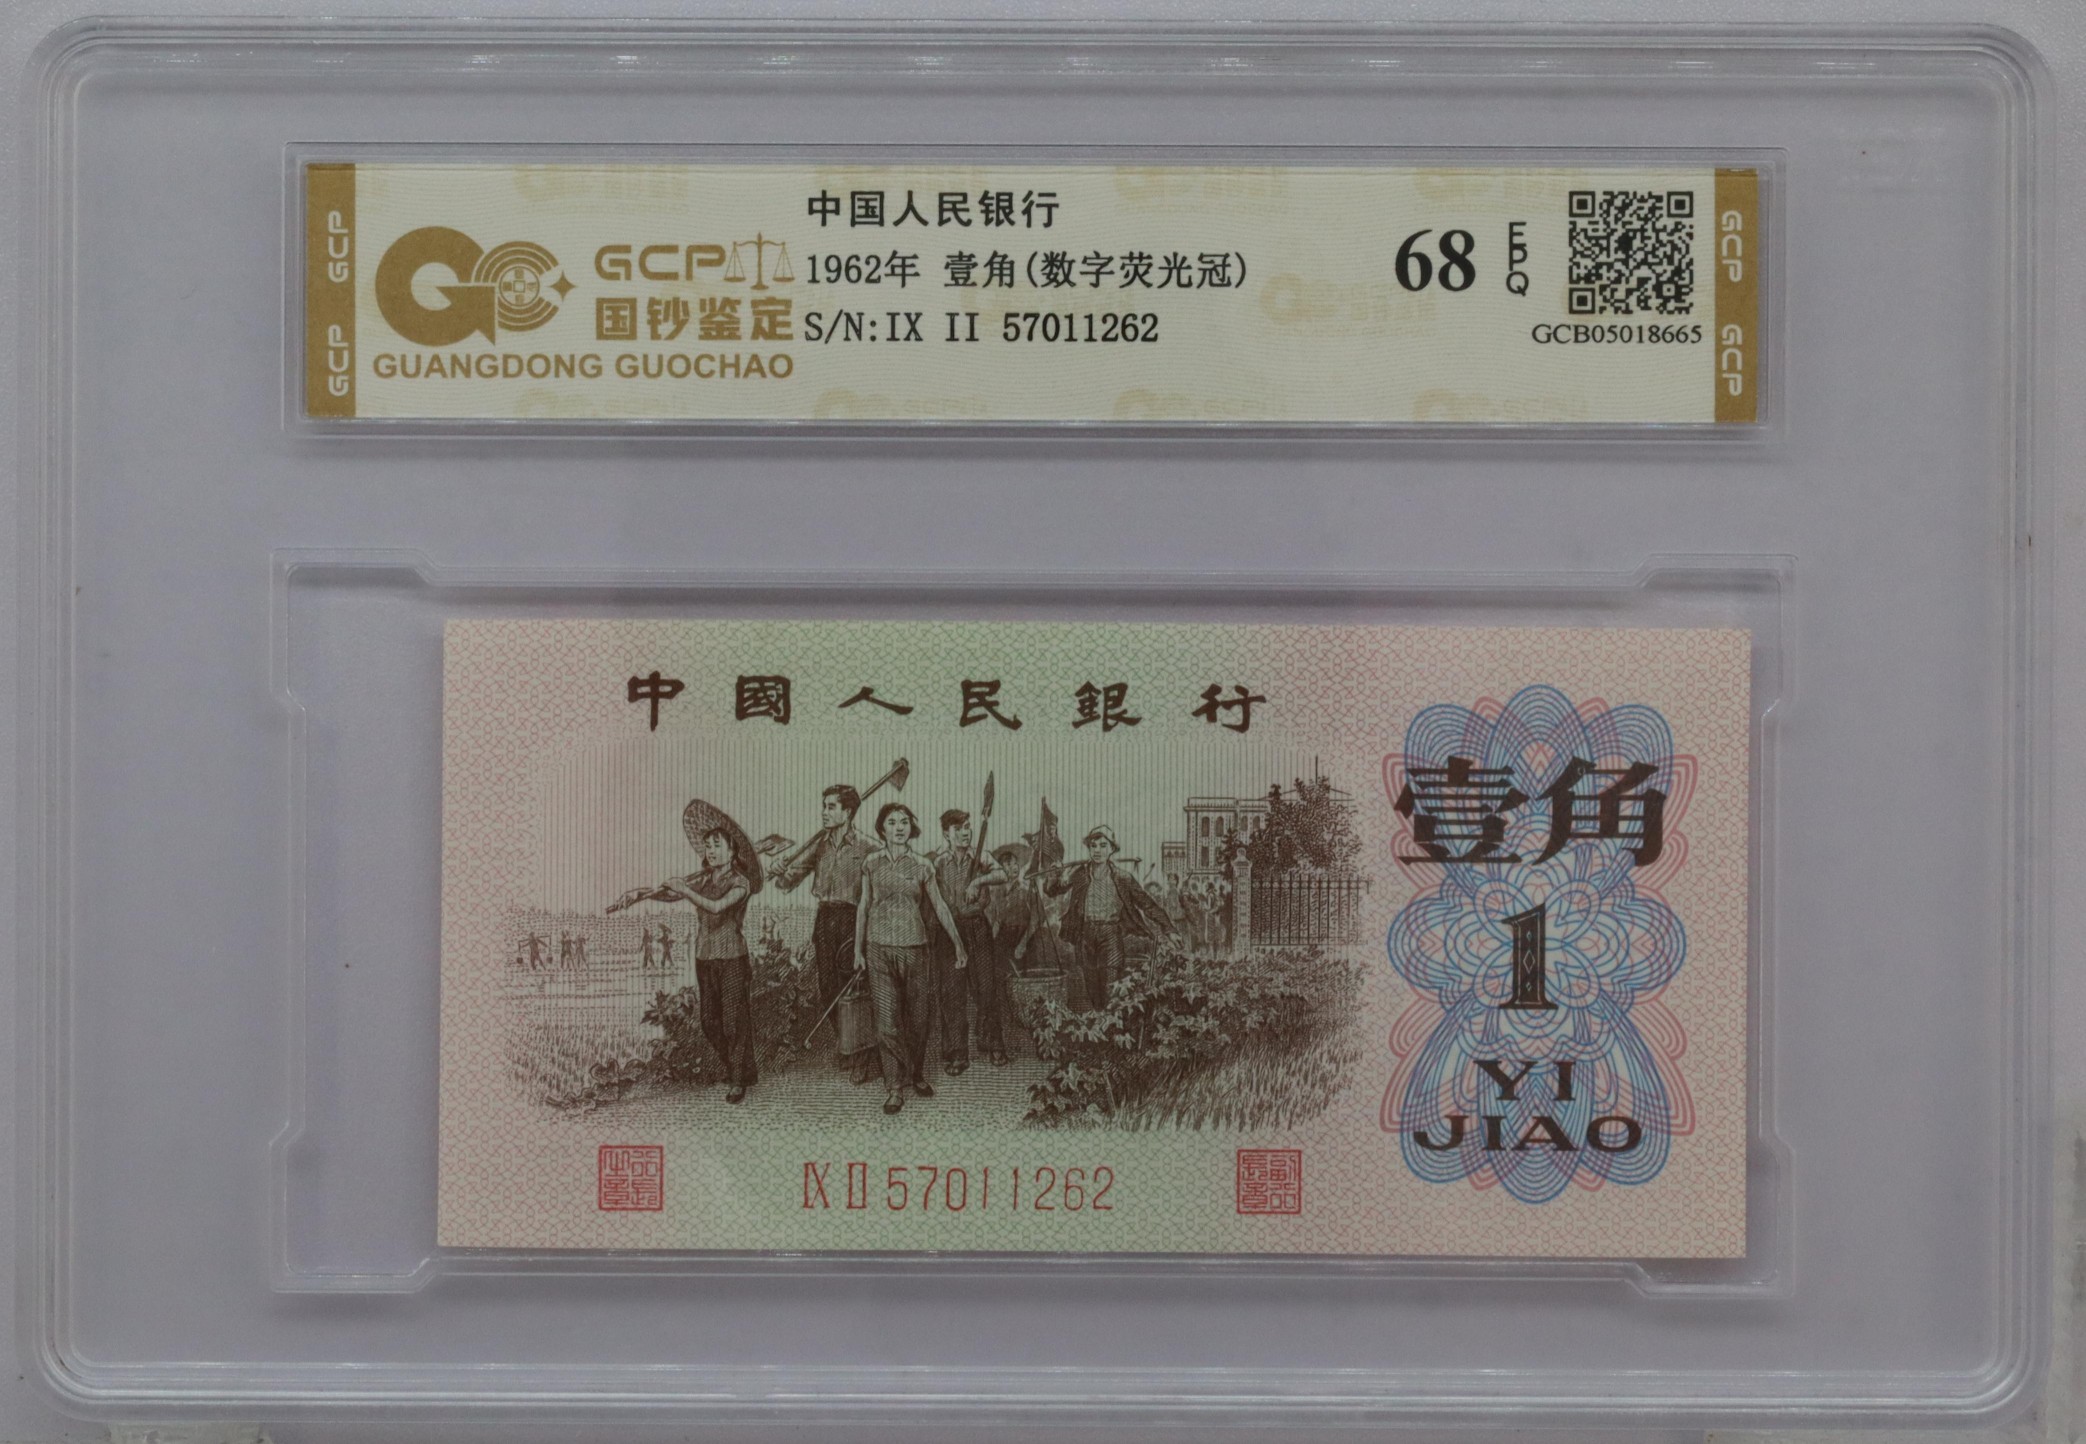 GCP GCP
GCP
国钞鉴定
GUANGDONG GUOCHAO
中国人民银行
1962年 壹角(数字荧光冠)
S/N:IX II 57011262
68 EPQ
GCB05018665
GCP GCP
中國人民銀行
壹角
1
YI
JIAO
IX II 57011262